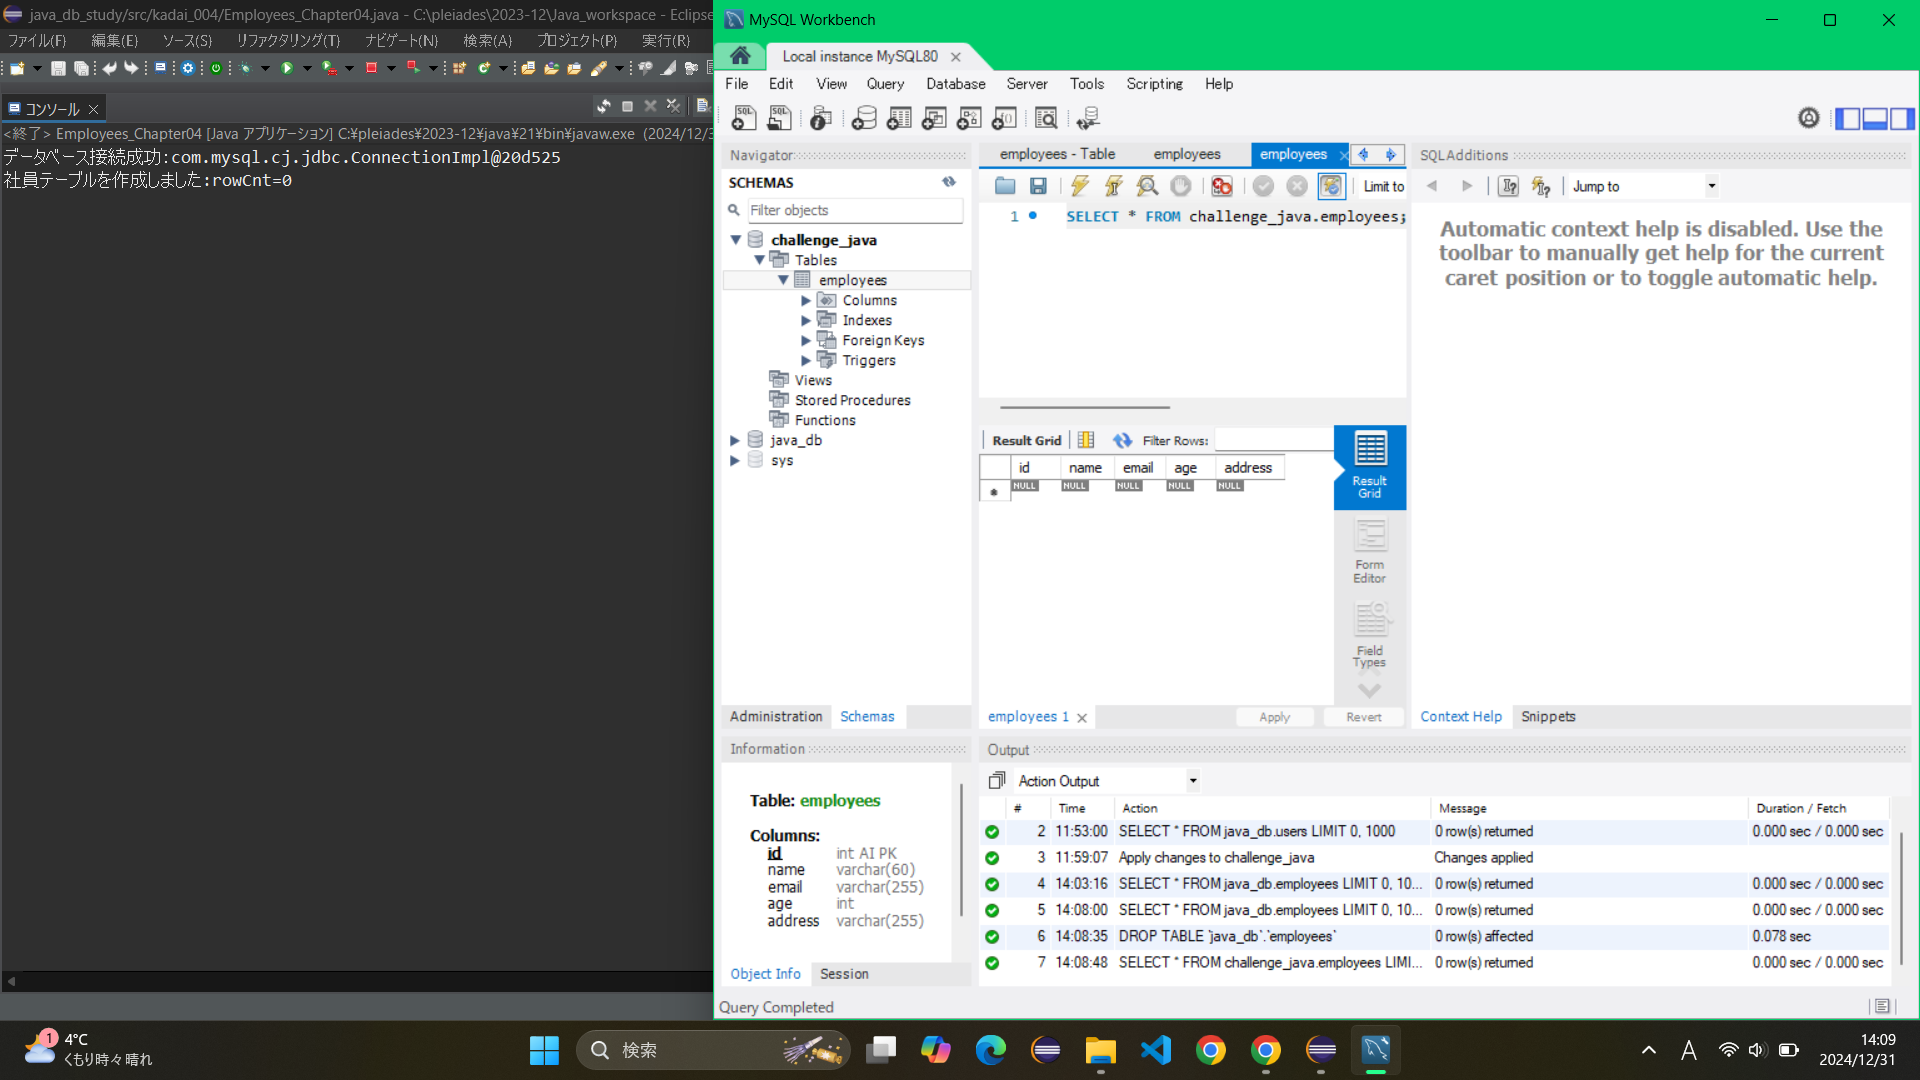 java_db_study/src/kadai_004/Employees_Chapter04.java - C:\pleiades\2023-12\Java_workspace - Eclipse
ファイル(F) 編集(E) ソース(S) リファクタリング(T) ナビゲート(N) 検索(A) プロジェクト(P) 実行(R)
コンソール
<終了> Employees_Chapter04 [Java アプリケーション] C:¥pleiades¥2023-12¥java¥21¥bin¥javaw.exe (2024/12/3
データベース接続成功:com.mysql.cj.jdbc.ConnectionImpl@20d525
社員テーブルを作成しました:rowCnt=0
MySQL Workbench
Local instance MySQL80
File Edit View Query Database Server Tools Scripting Help
Navigator
SCHEMAS
Filter objects
challenge_java
Tables
employees
Columns
Indexes
Foreign Keys
Triggers
Views
Stored Procedures
Functions
java_db
sys
Administration Schemas
Information
Table: employees
Columns:
id int AI PK
name varchar(60)
email varchar(255)
age int
address varchar(255)
Object Info Session
employees - Table employees employees
Limit to
1 SELECT * FROM challenge_java.employees;
Result Grid Filter Rows:
id name email age address
NULL NULL NULL NULL NULL
Result
Grid
Form
Editor
Field
Types
employees 1 Apply Revert
SQLAdditions
Jump to
Automatic context help is disabled. Use the
toolbar to manually get help for the current
caret position or to toggle automatic help.
Context Help Snippets
Output
Action Output
# Time Action Message Duration / Fetch
2 11:53:00 SELECT * FROM java_db.users LIMIT 0, 1000 0 row(s) returned 0.000 sec / 0.000 sec
3 11:59:07 Apply changes to challenge_java Changes applied
4 14:03:16 SELECT * FROM java_db.employees LIMIT 0, 10... 0 row(s) returned 0.000 sec / 0.000 sec
5 14:08:00 SELECT * FROM java_db.employees LIMIT 0, 10... 0 row(s) returned 0.000 sec / 0.000 sec
6 14:08:35 DROP TABLE `java_db`.`employees` 0 row(s) affected 0.078 sec
7 14:08:48 SELECT * FROM challenge_java.employees LIMI... 0 row(s) returned 0.000 sec / 0.000 sec
Query Completed
1
4°C
くもり時々晴れ
検索
A
14:09
2024/12/31